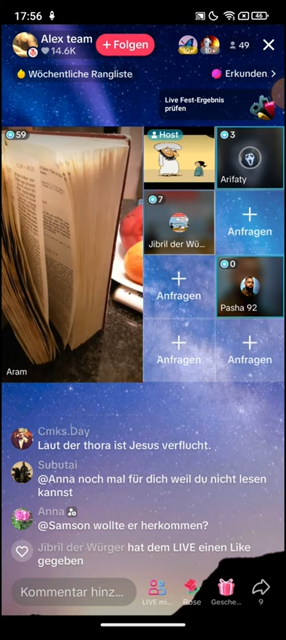 17:56
46
Alex team
14.6K
+ Folgen
10+
49
Wöchentliche Rangliste
Erkunden >
Live Fest-Ergebnis
prüfen
59
Host
3
Arifaty
7
Jibril der Wü...
Anfragen
Anfragen
0
Pasha 92
Anfragen
Anfragen
Aram
Cmks.Day
Laut der thora ist Jesus verflucht.
Subutai
@Anna noch mal für dich weil du nicht lesen
kannst
Anna
@Samson wollte er herkommen?
Jibril der Würger hat dem LIVE einen Like
gegeben
Kommentar hinz...
LIVE mi...
Rose
Gesche...
9